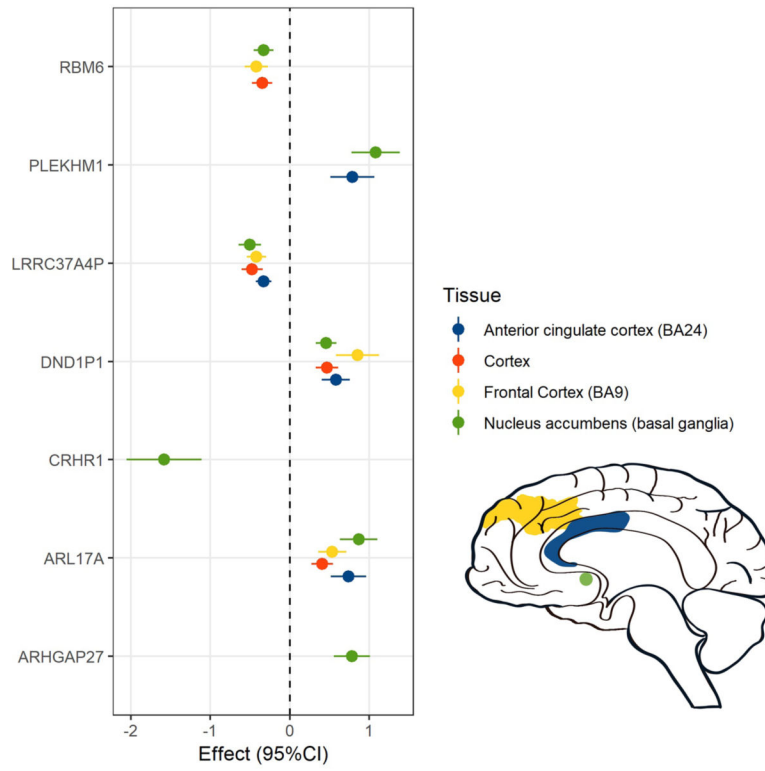 RBM6
PLEKHM1
LRRC37A4P
DND1P1
CRHR1
ARL17A
ARHGAP27
-2 -1 0 1
Effect (95%CI)
Tissue
Anterior cingulate cortex (BA24)
Cortex
Frontal Cortex (BA9)
Nucleus accumbens (basal ganglia)